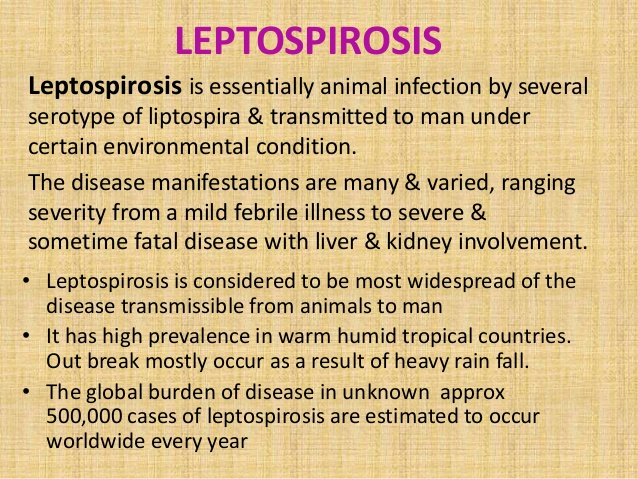 LEPTOSPIROSIS
Leptospirosis is essentially animal infection by several
serotype of liptospira & transmitted to man under
certain environmental condition.
The disease manifestations are many & varied, ranging
severity from a mild febrile illness to severe &
sometime fatal disease with liver & kidney involvement.
• Leptospirosis is considered to be most widespread of the
disease transmissible from animals to man
• It has high prevalence in warm humid tropical countries.
Out break mostly occur as a result of heavy rain fall.
• The global burden of disease in unknown approx
500,000 cases of leptospirosis are estimated to occur
worldwide every year